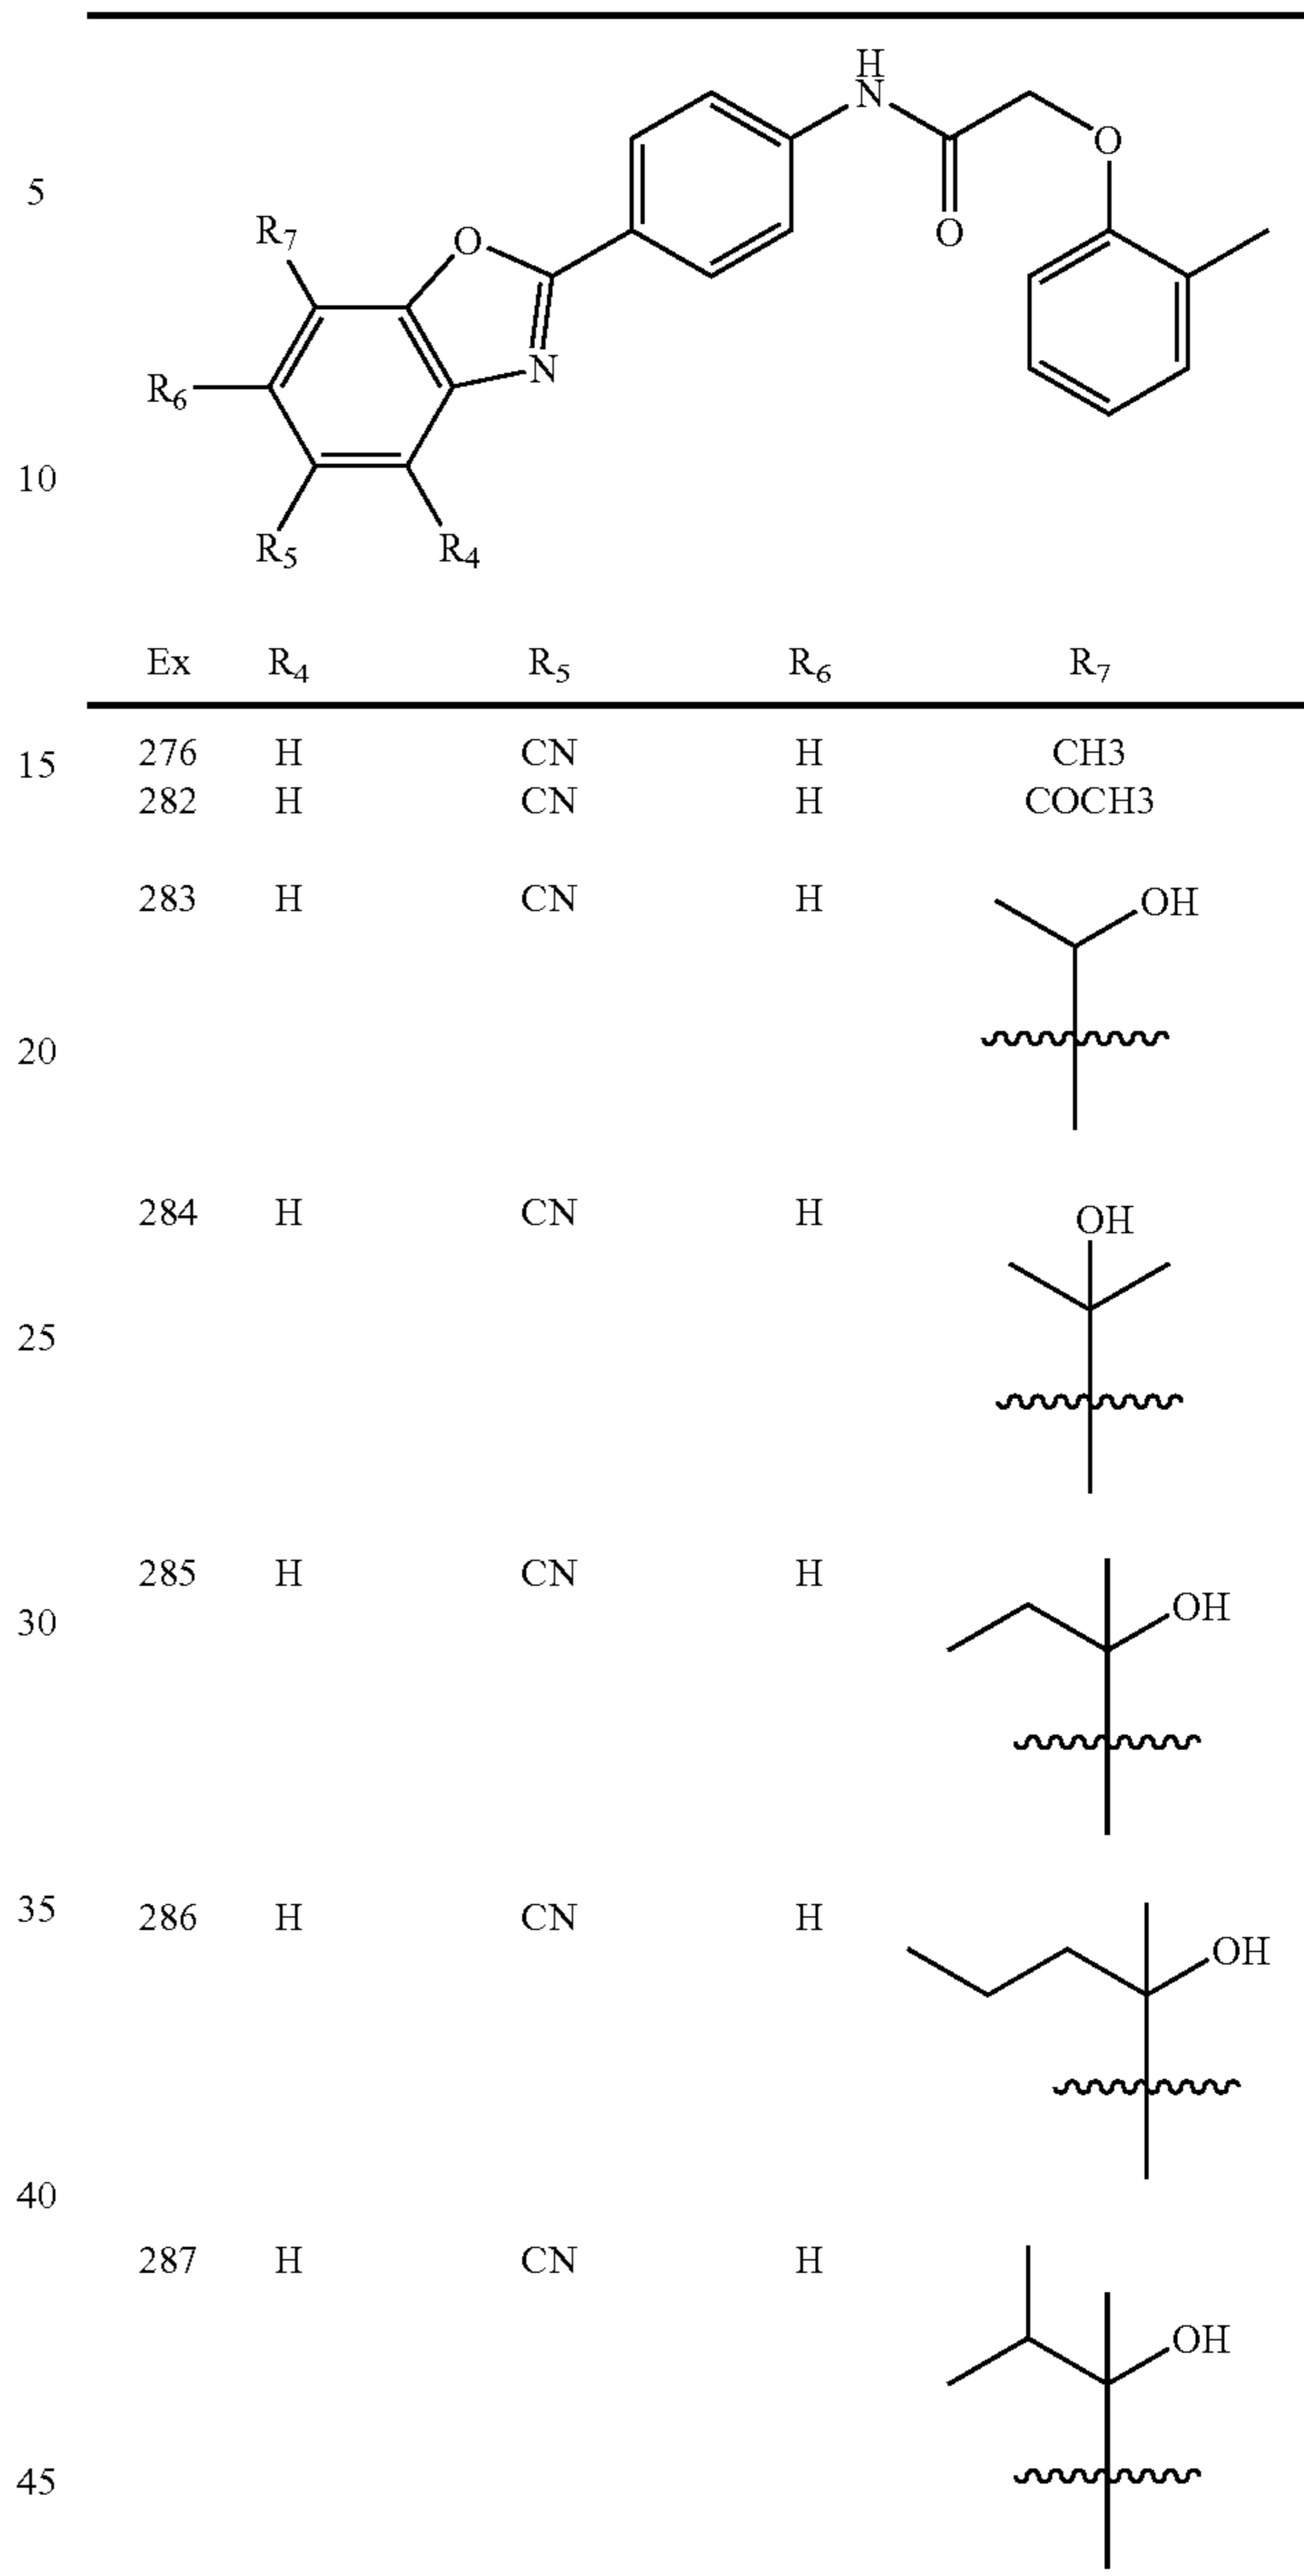 H
N
O
5
R7
O
O
R6
N
10
R5
R4
Ex R4 R5 R6 R7
15
276 H CN H CH3
282 H CN H COCH3
283 H CN H
OH
20
284 H CN H
OH
25
285 H CN H
OH
30
35
286 H CN H
OH
40
287 H CN H
OH
45